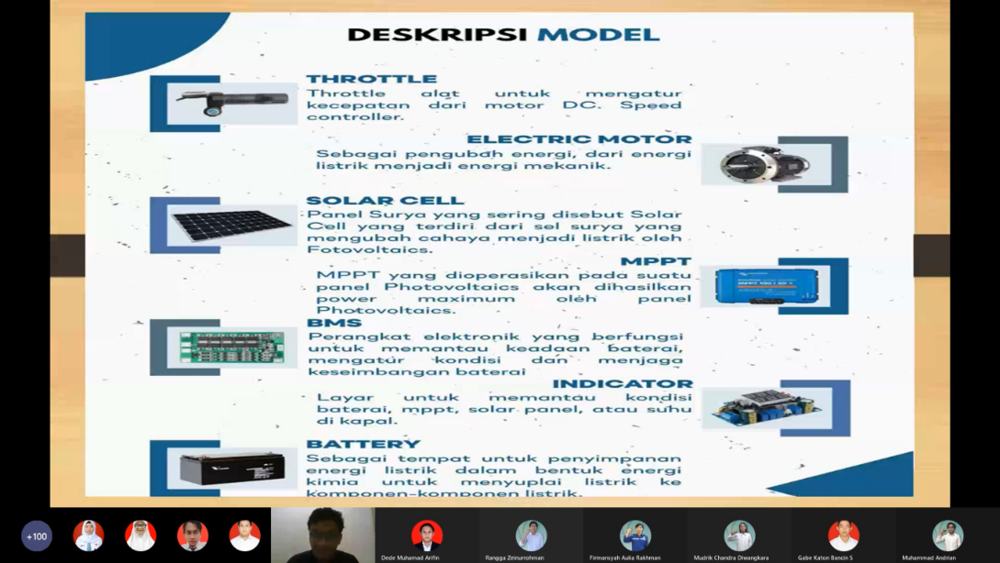 DESKRIPSI MODEL
THROTTLE
Throttle alat untuk mengatur
kecepatan dari motor DC. Speed
controller.
ELECTRIC MOTOR
Sebagai pengubah energi, dari energi
listrik menjadi energi mekanik.
SOLAR CELL
Panel Surya yang sering disebut Solar
Cell yang terdiri dari sel surya yang
mengubah cahaya menjadi listrik oleh
Fotovoltaics.
MPPT
MPPT yang dioperasikan pada suatu
panel Photovoltaics akan dihasilkan
power maximum oleh panel
Photovoltaics.
BMS
Perangkat elektronik yang berfungsi
untuk memantau keadaan baterai,
mengatur kondisi dan menjaga
keseimbangan baterai
INDICATOR
Layar untuk memantau kondisi
baterai, mppt, solar panel, atau suhu
di kapal.
BATTERY
Sebagai tempat untuk penyimpanan
energi listrik dalam bentuk energi
kimia untuk menyuplai listrik ke
komponen-komponen listrik.
+100
Dede Muhamad Arifin
Rangga Zeinurrohman
Firmansyah Aulia Rakhman
Mudrik Chandra Diwangkara
Gabe Katon Bancin S
Muhammad Andrian